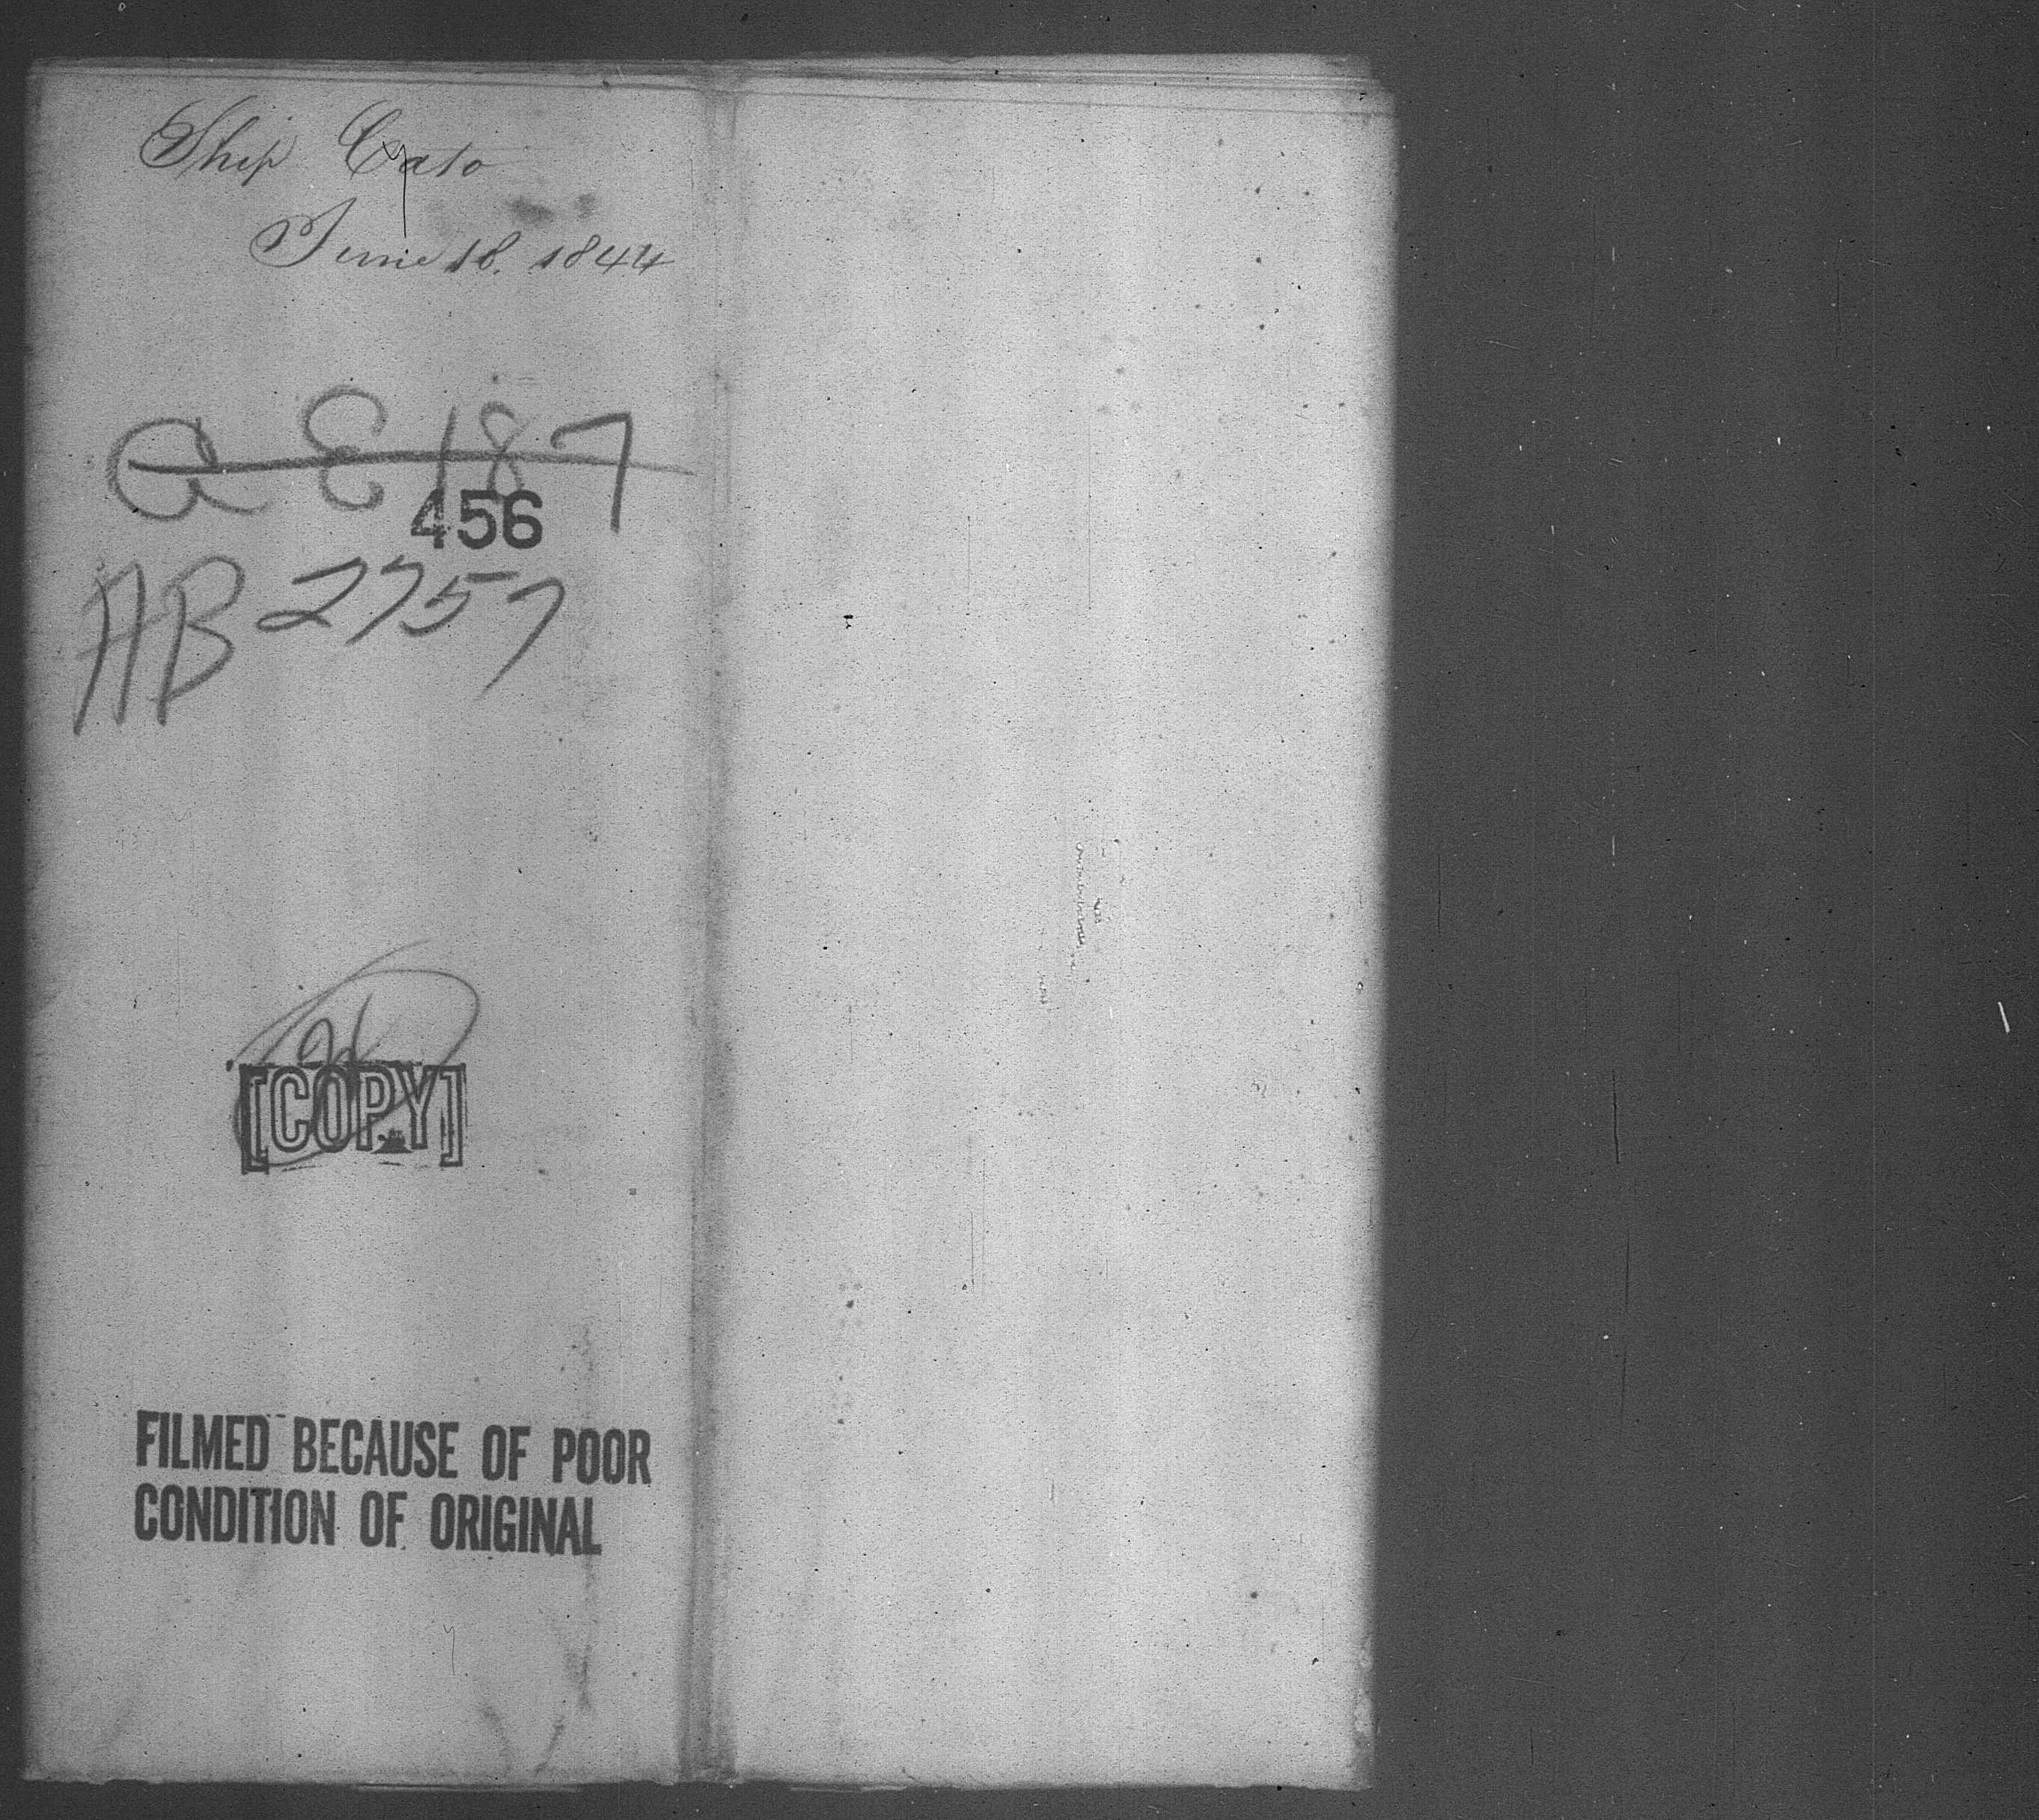 Ship Cato
June 18. 1844
A E 187
456
AB 2757
[COPY]
FILMED BECAUSE OF POOR
CONDITION OF ORIGINAL